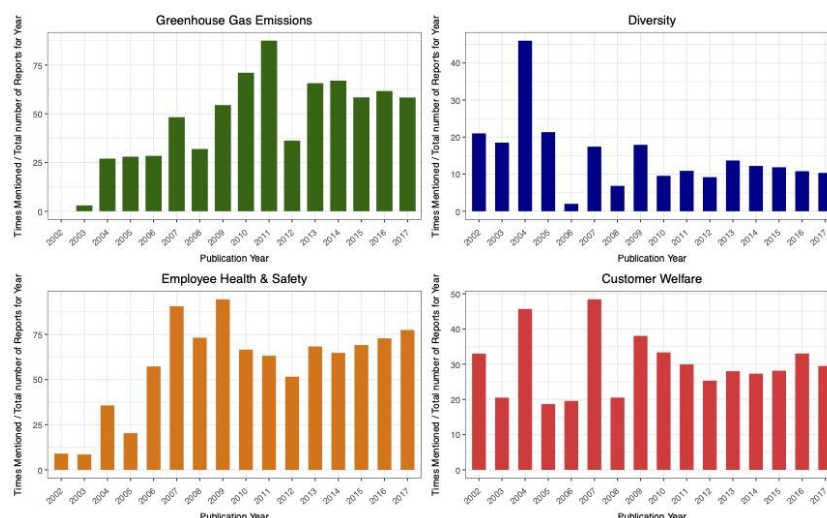 Greenhouse Gas Emissions
Times Mentioned / Total number of Reports for Year
75
50
25
0
2002 2003 2004 2005 2006 2007 2008 2009 2010 2011 2012 2013 2014 2015 2016 2017
Publication Year
Diversity
Times Mentioned / Total number of Reports for Year
40
30
20
10
0
2002 2003 2004 2005 2006 2007 2008 2009 2010 2011 2012 2013 2014 2015 2016 2017
Publication Year
Employee Health & Safety
Times Mentioned / Total number of Reports for Year
75
50
25
0
2002 2003 2004 2005 2006 2007 2008 2009 2010 2011 2012 2013 2014 2015 2016 2017
Publication Year
Customer Welfare
Times Mentioned / Total number of Reports for Year
50
40
30
20
10
0
2002 2003 2004 2005 2006 2007 2008 2009 2010 2011 2012 2013 2014 2015 2016 2017
Publication Year